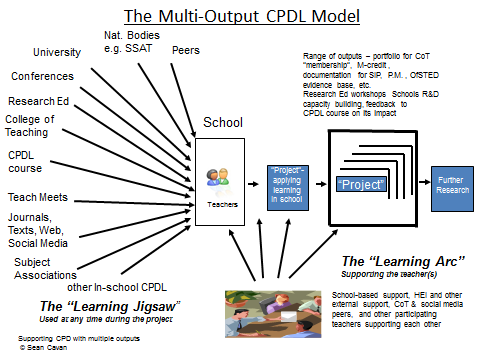 The Multi-Output CPDL Model
Nat. Bodies
e.g. SSAT
Peers
University
Conferences
Research Ed
College of
Teaching
CPDL
course
Teach Meets
Journals,
Texts, Web,
Social Media
Subject
Associations
other In-school CPDL
School
Teachers
"Project"-
applying
learning
in school
Range of outputs – portfolio for CoT
"membership", M-credit ,
documentation for SIP, P.M. , OfSTED
evidence base, etc.
Research Ed workshops Schools R&D
capacity building, feedback to
CPDL course on its impact
"Project"
Further
Research
The "Learning Arc"
Supporting the teacher(s)
School-based support, HEI and other
external support, CoT & social media
peers, and other participating
teachers supporting each other
The "Learning Jigsaw"
Used at any time during the project
Supporting CPD with multiple outputs
© Sean Cavan